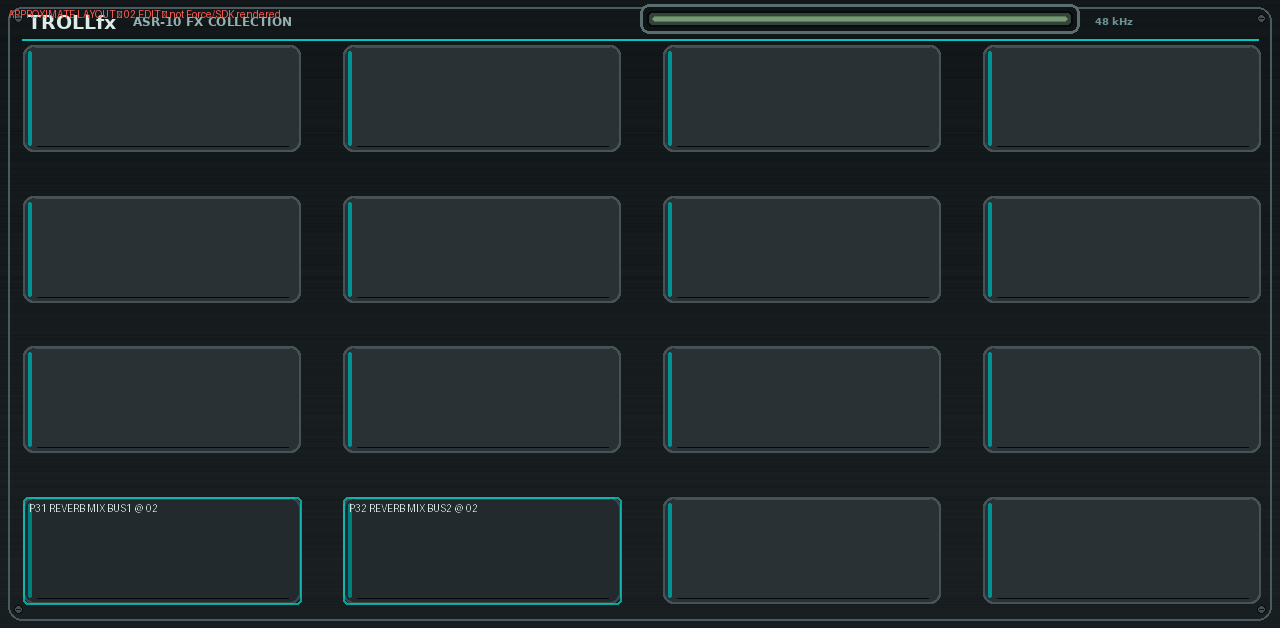 APPROXIMATE LAYOUT 02 EDIT not Force/SDK rendered
TROLLfx ASR-10 FX COLLECTION 48 kHz
P31 REVERB MIX BUS1 @ 02 P32 REVERB MIX BUS2 @ 02